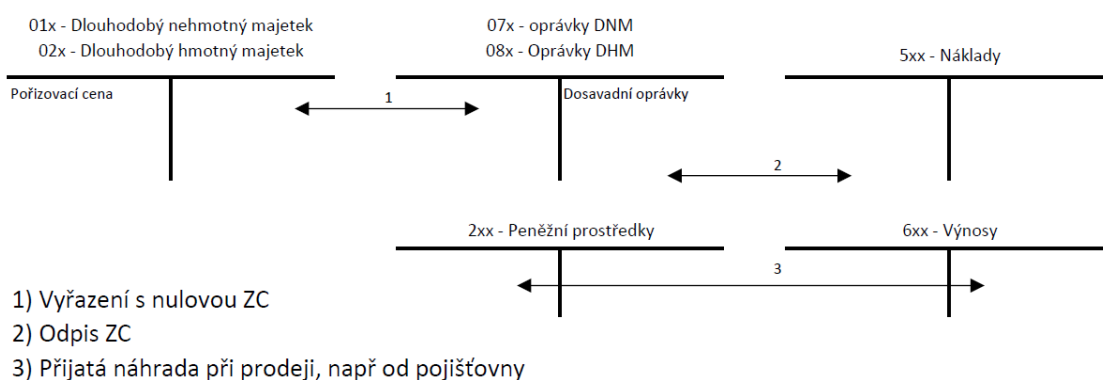 01x - Dlouhodobý nehmotný majetek
02x - Dlouhodobý hmotný majetek
07x - oprávky DNM
08x - Oprávky DHM
5xx - Náklady
Pořizovací cena
1
Dosavadní oprávky
2
2xx - Peněžní prostředky
6xx - Výnosy
3
1) Vyřazení s nulovou ZC
2) Odpis ZC
3) Přijatá náhrada při prodeji, např od pojišťovny